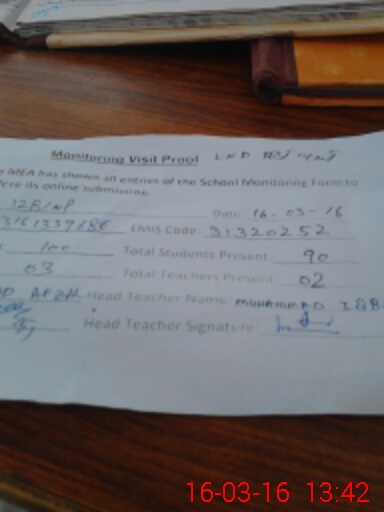 Monitoring Visit Proof LND
e MEA has shown all entries of the School Monitoring Form to
fore its online submission.
Date 16-03-16
EMIS Code 31320252
100 Total Students Present 90
03 Total Teachers Present 02
AFZAL Head Teacher Name MUHAMMAD
Head Teacher Signature
16-03-16 13:42